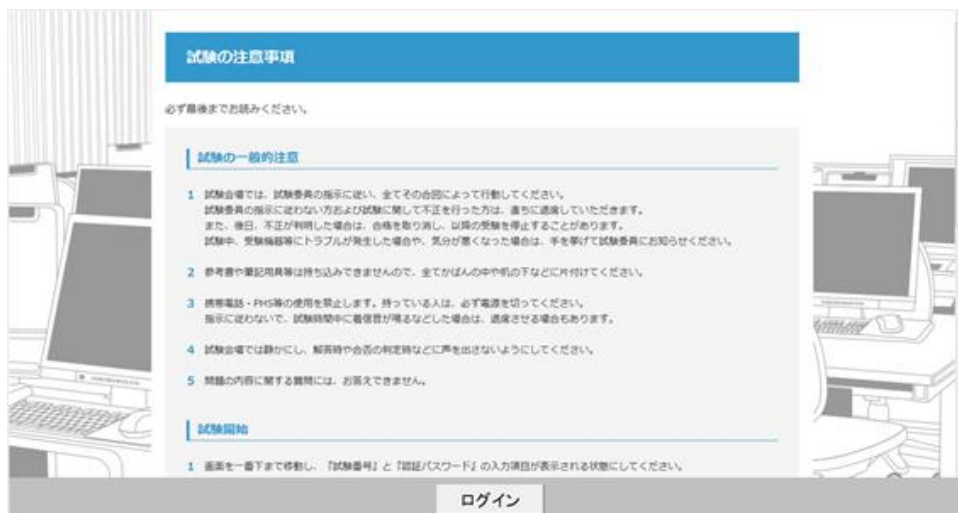 試験の注意事項
必ず最後までお読みください。
試験の一般的注意
1 試験会場では、試験委員の指示に従い、全てその合図によって行動してください。
試験委員の指示に従わない方および試験に関して不正を行った方は、直ちに退席していただきます。
また、後日、不正が判明した場合は、合格を取り消し、以降の受験を停止することがあります。
試験中、受験機器等にトラブルが発生した場合や、気分が悪くなった場合は、手を挙げて試験委員にお知らせください。
2 参考書や筆記用具等は持ち込みできませんので、全てかばんの中や机の下などに片付けてください。
3 携帯電話・PHS等の使用を禁止します。持っている人は、必ず電源を切ってください。
指示に従わないで、試験時間中に着信音が鳴るなどした場合は、退席させる場合もあります。
4 試験会場では静かにし、解答時や合否の判定時などに声を出さないようにしてください。
5 問題の内容に関する質問には、お答えできません。
試験開始
1 画面を一番下まで移動し、『試験番号』と『認証パスワード』の入力項目が表示される状態にしてください。
ログイン